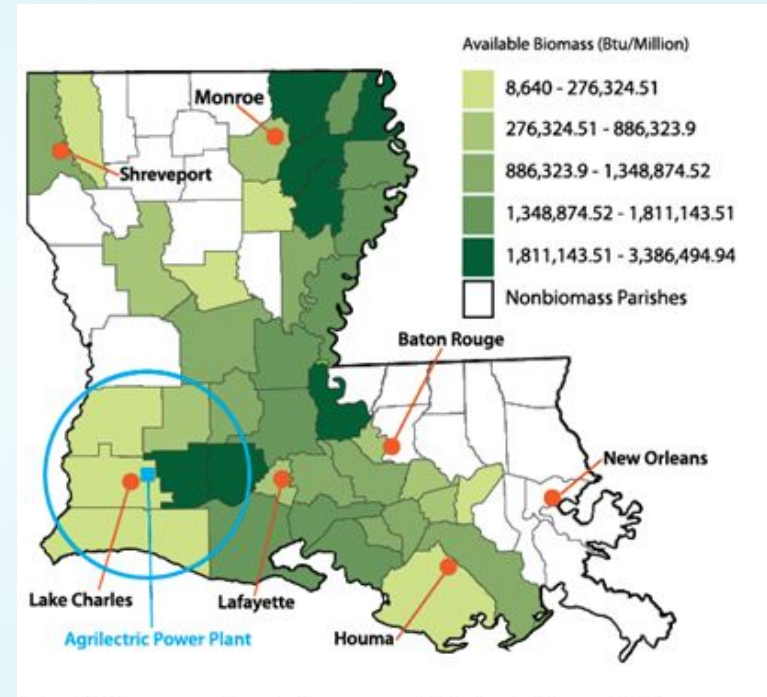 Available Biomass (Btu/Million)
8,640 - 276,324.51
276,324.51 - 886,323.9
886,323.9 - 1,348,874.52
1,348,874.52 - 1,811,143.51
1,811,143.51 - 3,386,494.94
Nonbiomass Parishes
Monroe
Shreveport
Baton Rouge
New Orleans
Lake Charles
Lafayette
Agrilectric Power Plant
Houma